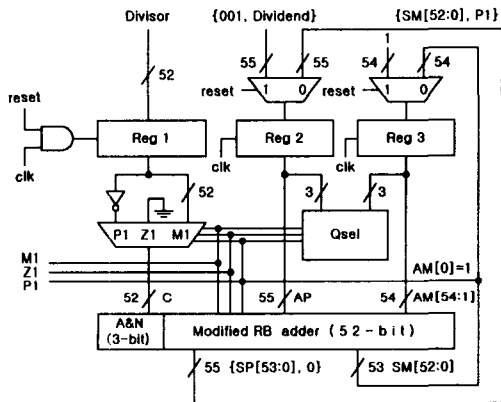 Divisor {001, Dividend} {SM[52:0], P1}
1
52 55 55 54 54
reset reset 1 0 reset 1 0
Reg 1 Reg 2 Reg 3
clk clk clk
52 3 3
P1 Z1 M1 Qsel
M1
Z1 AM[0]=1
P1
52 C 55 AP 54 AM[54:1]
A&N
(3-bit) Modified RB adder (52-bit)
55 {SP[53:0], 0} 53 SM[52:0]